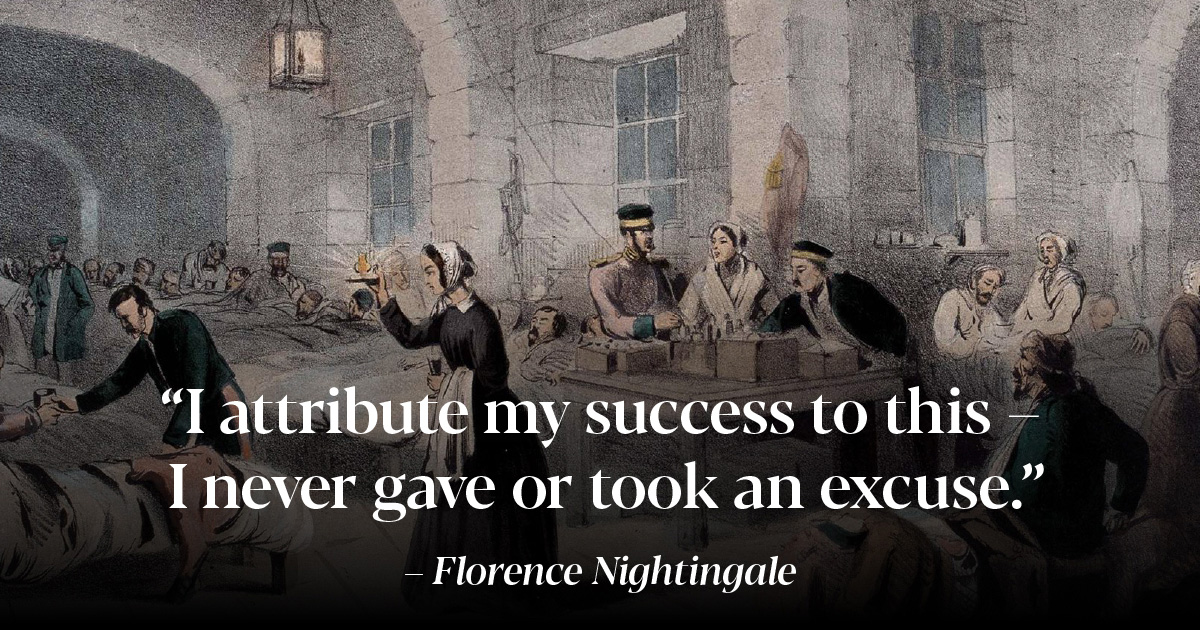 “I attribute my success to this –
I never gave or took an excuse.”
– Florence Nightingale